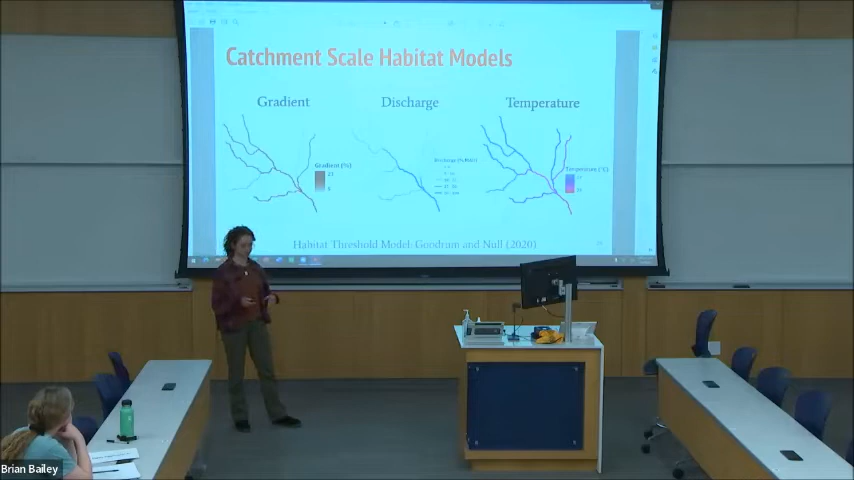 Catchment Scale Habitat Models
Gradient
Discharge
Temperature
Gradient (%)
Discharge (%MAD)
Temperature (°C)
Habitat Threshold Model: Goodrum and Null (2020)
Brian Bailey